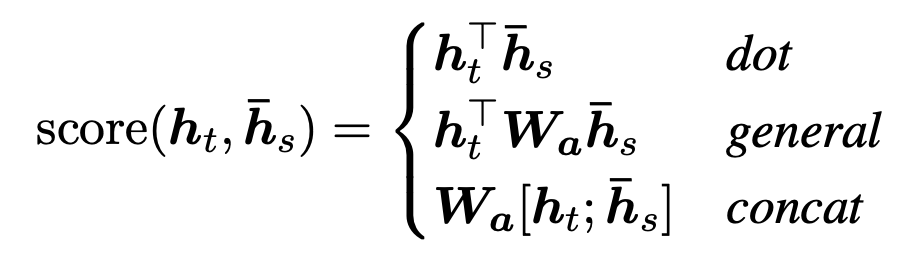 h_t^⊤ h̄_s dot
score(h_t, h̄_s) = { h_t^⊤ W_a h̄_s general
W_a[h_t; h̄_s] concat